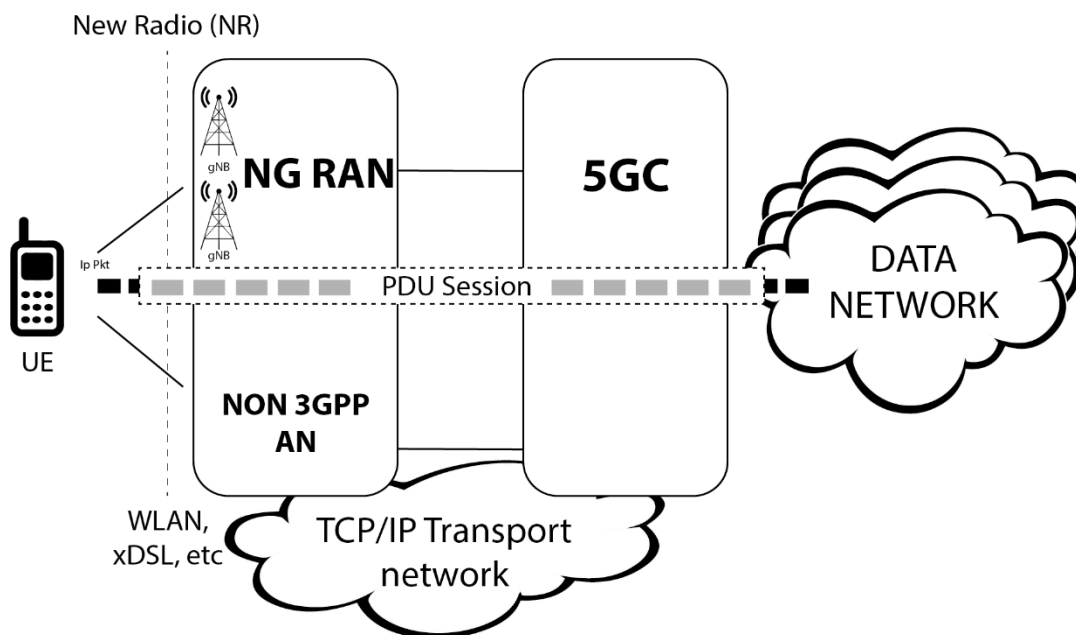 New Radio (NR)
gNB
NG RAN
5GC
gNB
Ip Pkt
PDU Session
DATA
NETWORK
UE
NON 3GPP
AN
WLAN,
xDSL, etc
TCP/IP Transport
network